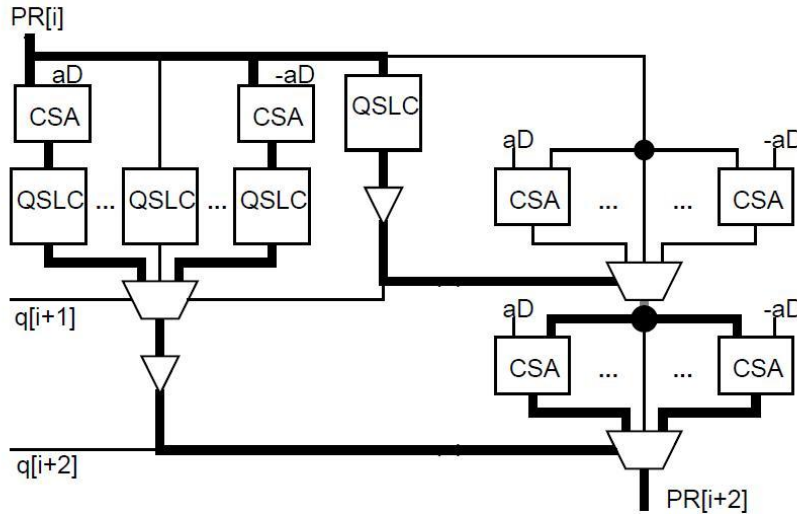 PR[i]
aD
-aD
CSA
CSA
QSLC
aD
-aD
QSLC
...
QSLC
...
QSLC
CSA
...
...
CSA
q[i+1]
aD
-aD
CSA
...
...
CSA
q[i+2]
PR[i+2]